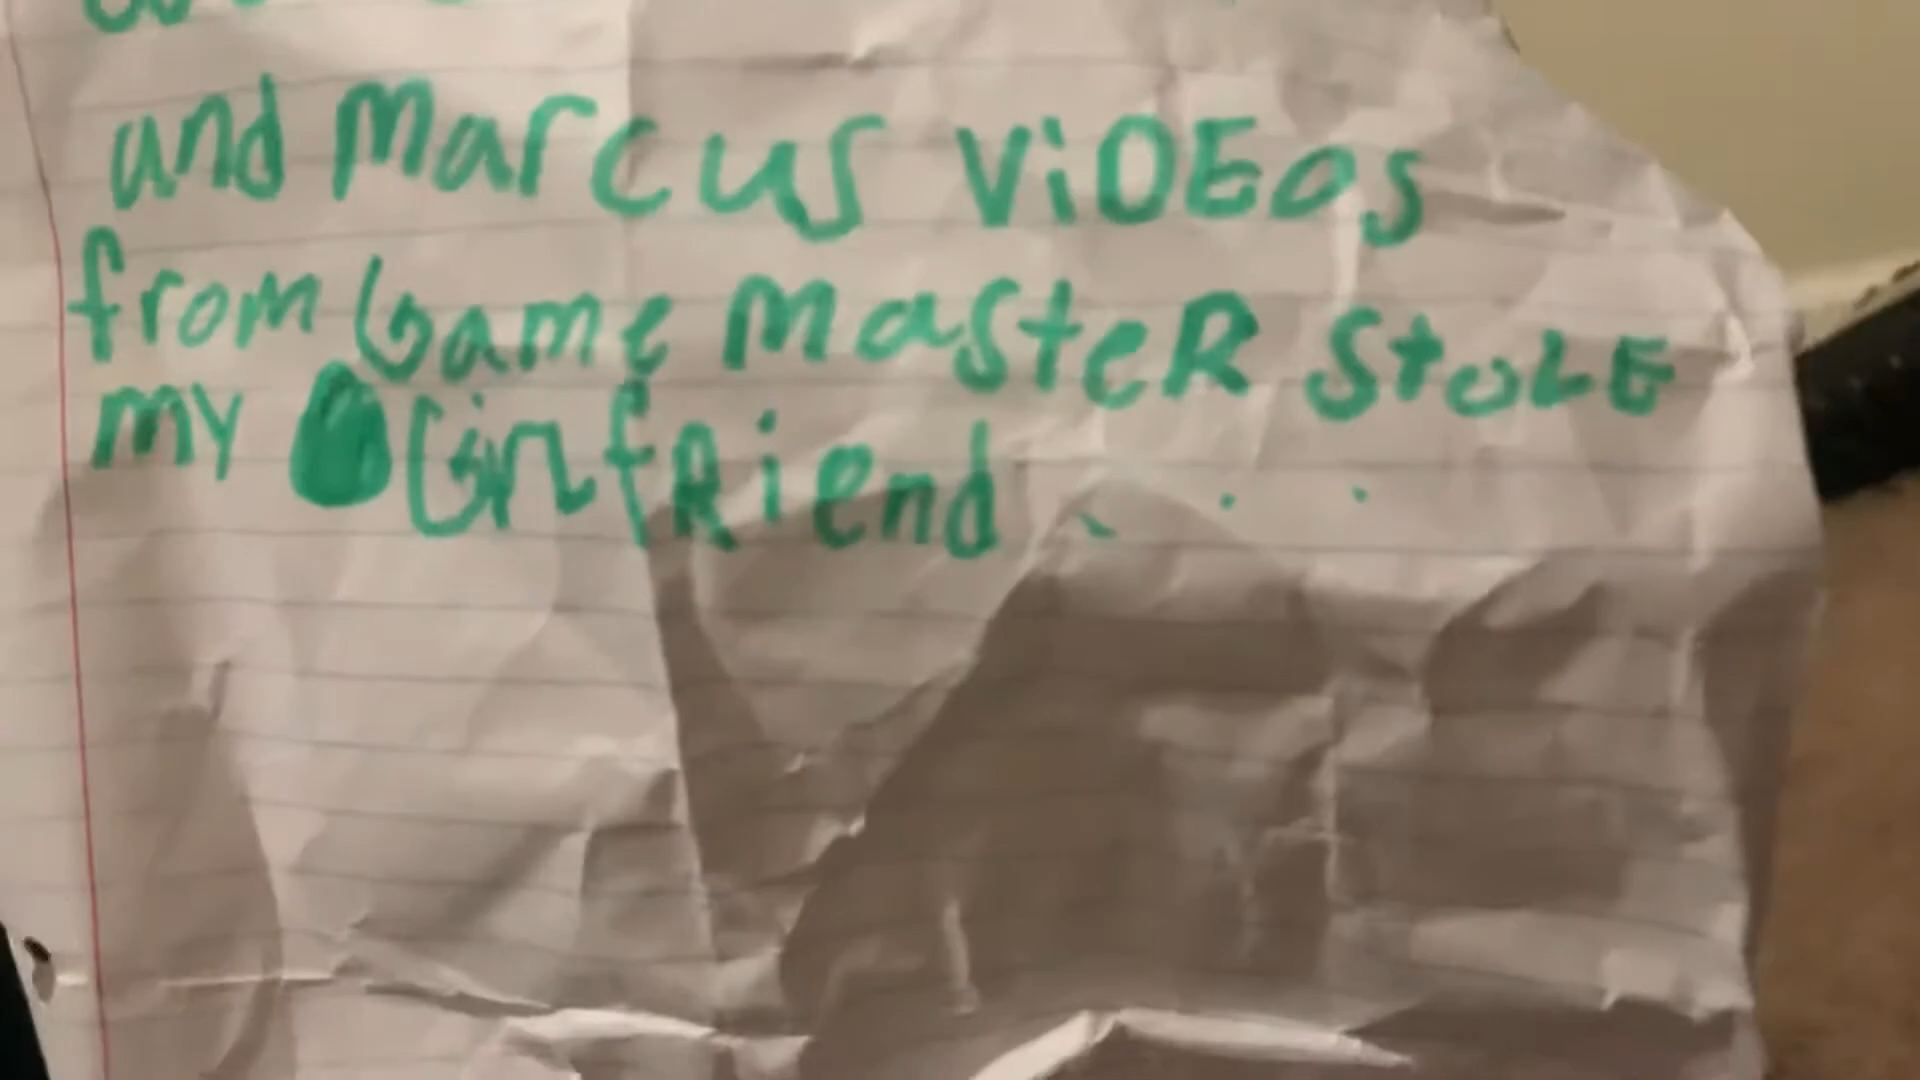 and Marcus ViDEos
from Game MasteR StoLE
my GirlfRiend . . .